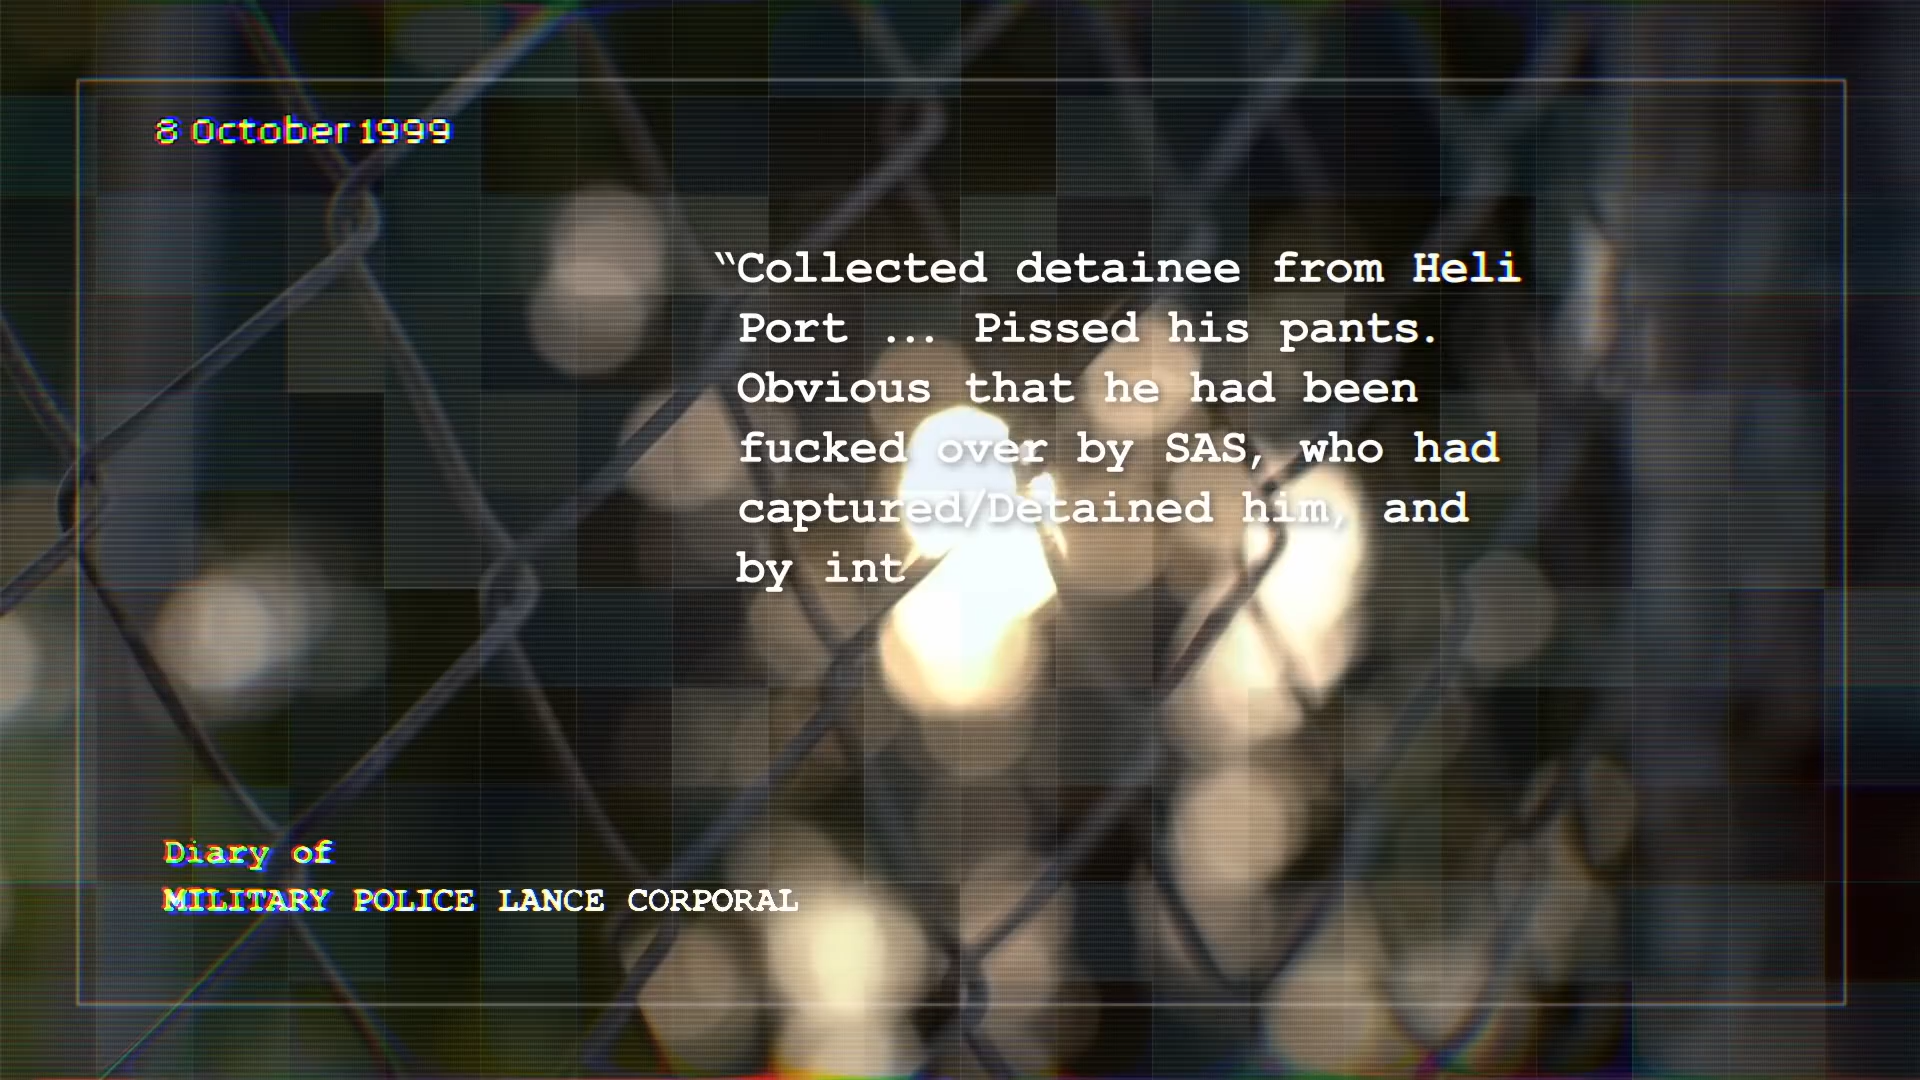 8 October 1999
“Collected detainee from Heli
Port ... Pissed his pants.
Obvious that he had been
fucked over by SAS, who had
captured/Detained him, and
by int
Diary of
MILITARY POLICE LANCE CORPORAL